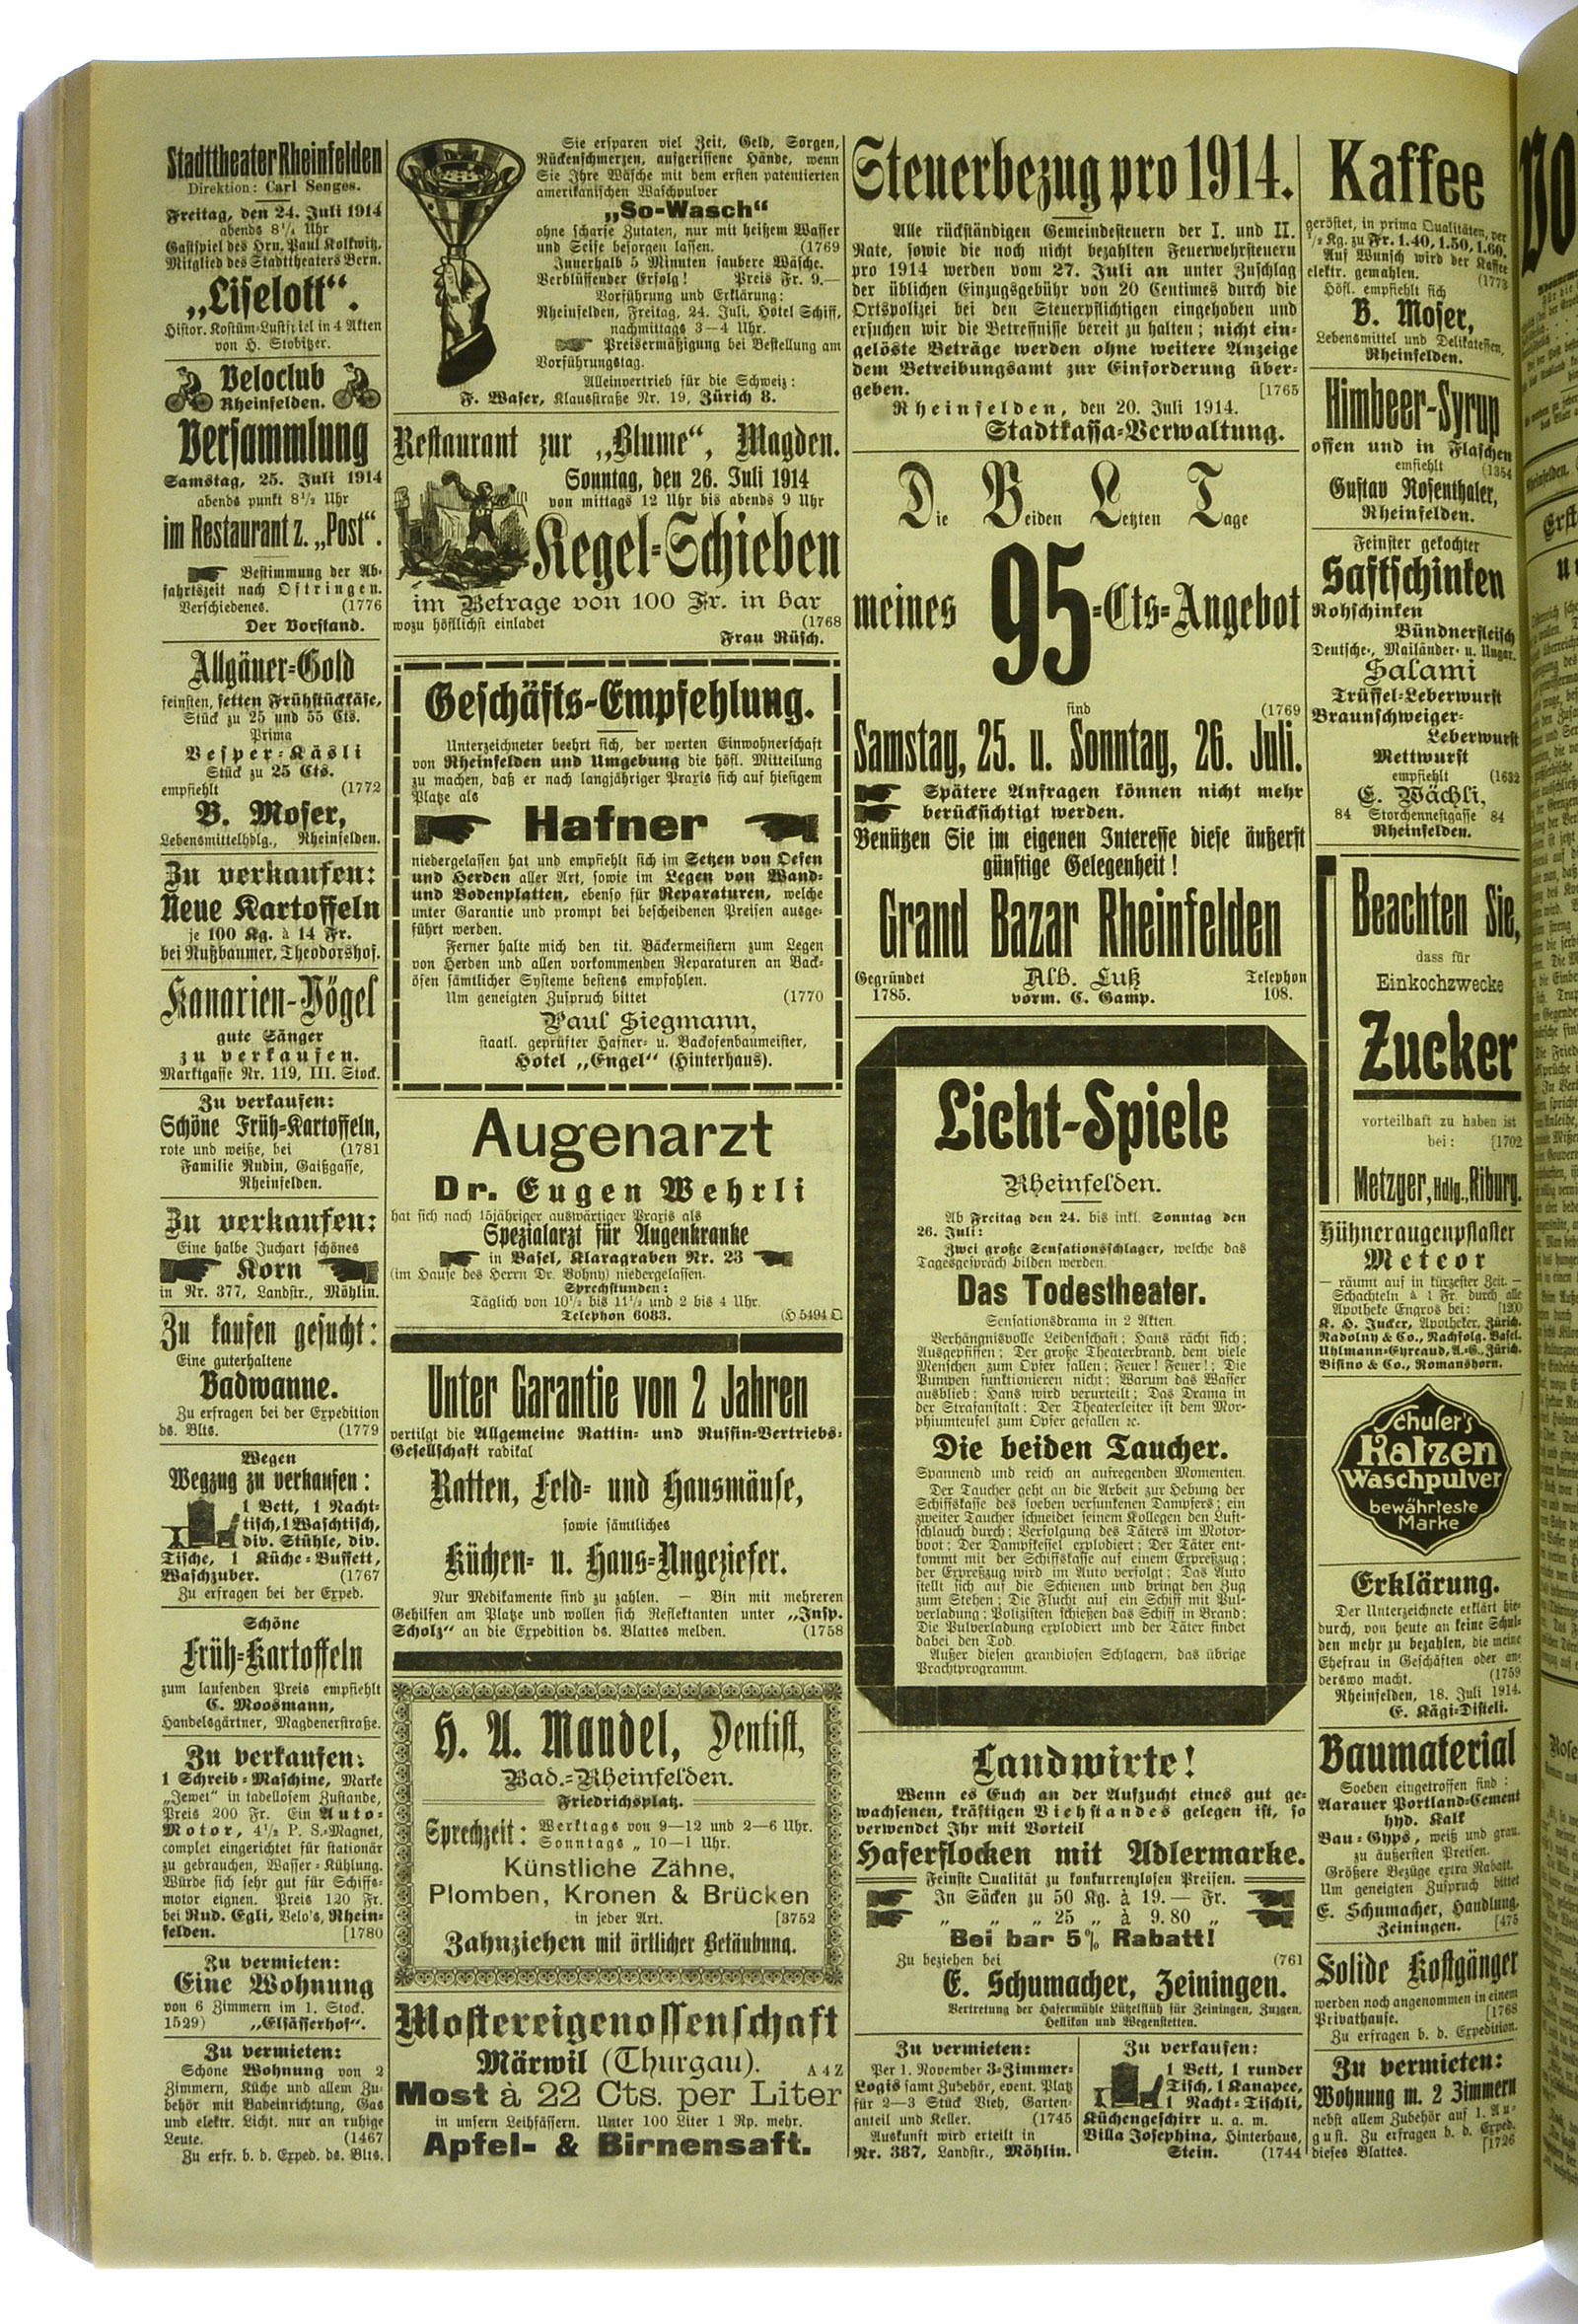 Stadttheater Rheinfelden
Direktion: Carl Senges.
Freitag, den 24. Juli 1914
abends 8¼ Uhr
Gastspiel des Hrn. Paul Kolkwitz,
Mitglied des Stadttheaters Bern.
„Liselott“.
Histor. Kostüm-Lustspiel in 4 Akten
von H. Stobitzer.
Veloclub
Rheinfelden.
Versammlung
Samstag, 25. Juli 1914
abends punkt 8½ Uhr
im Restaurant z. „Post“.
Bestimmung der Ab-
fahrtszeit nach Oftringen.
Verschiedenes. (1776
Der Vorstand.
Allgäuer-Gold
feinsten, fetten Frühstückkäse,
Stück zu 25 und 55 Cts.
Prima
Vesper-Käsli
Stück zu 25 Cts.
empfiehlt (1772
B. Moser,
Lebensmittelhdlg., Rheinfelden.
Zu verkaufen:
Neue Kartoffeln
je 100 Kg. à 14 Fr.
bei Nußbaumer, Theodorshof.
Kanarien-Vögel
gute Sänger
zu verkaufen.
Marktgasse Nr. 119, III. Stock.
Zu verkaufen:
Schöne Früh-Kartoffeln,
rote und weiße, bei (1781
Familie Rudin, Gaißgasse,
Rheinfelden.
Zu verkaufen:
Eine halbe Juchart schönes
Korn
in Nr. 377, Landstr., Möhlin.
Zu kaufen gesucht:
Eine guterhaltene
Badwanne.
Zu erfragen bei der Expedition
ds. Blts. (1779
Wegen
Wegzug zu verkaufen:
1 Bett, 1 Nacht-
tisch, 1 Waschtisch,
div. Stühle, div.
Tische, 1 Küche-Buffett,
Waschzuber. (1767
Zu erfragen bei der Exped.
Schöne
Früh-Kartoffeln
zum laufenden Preis empfiehlt
C. Moosmann,
Handelsgärtner, Magdenerstraße.
Zu verkaufen:
1 Schreib-Maschine, Marke
„Jewet“ in tadellosem Zustande,
Preis 200 Fr. Ein Auto-
Motor, 4½ P. S.-Magnet,
complet eingerichtet für stationär
zu gebrauchen, Wasser-Kühlung.
Würde sich sehr gut für Schiffs-
motor eignen. Preis 120 Fr.
bei Rud. Egli, Velo's, Rhein-
felden. [1780
Zu vermieten:
Eine Wohnung
von 6 Zimmern im 1. Stock.
1529) „Elsässerhof“.
Zu vermieten:
Schöne Wohnung von 2
Zimmern, Küche und allem Zu-
behör mit Badeinrichtung, Gas
und elektr. Licht. nur an ruhige
Leute. (1467
Zu erfr. b. d. Exped. ds. Blts.
Sie ersparen viel Zeit, Geld, Sorgen,
Rückenschmerzen, aufgerissene Hände, wenn
Sie Ihre Wäsche mit dem ersten patentierten
amerikanischen Waschpulver
„So-Wasch“
ohne scharfe Zutaten, nur mit heißem Wasser
und Seife besorgen lassen. (1769
Innerhalb 5 Minuten saubere Wäsche.
Verblüffender Erfolg! Preis Fr. 9.—
Vorführung und Erklärung:
Rheinfelden, Freitag, 24. Juli, Hotel Schiff,
nachmittags 3—4 Uhr.
Preisermäßigung bei Bestellung am
Vorführungstag.
Alleinvertrieb für die Schweiz:
F. Waser, Klausstraße Nr. 19, Zürich 8.
Restaurant zur „Blume“, Magden.
Sonntag, den 26. Juli 1914
von mittags 12 Uhr bis abends 9 Uhr
Kegel-Schieben
im Betrage von 100 Fr. in bar
wozu höflichst einladet (1768
Frau Rüsch.
Geschäfts-Empfehlung.
Unterzeichneter beehrt sich, der werten Einwohnerschaft
von Rheinfelden und Umgebung die höfl. Mitteilung
zu machen, daß er nach langjähriger Praxis sich auf hiesigem
Platze als
Hafner
niedergelassen hat und empfiehlt sich im Setzen von Oefen
und Herden aller Art, sowie im Legen von Wand-
und Bodenplatten, ebenso für Reparaturen, welche
unter Garantie und prompt bei bescheidenen Preisen ausge-
führt werden.
Ferner halte mich den tit. Bäckermeistern zum Legen
von Herden und allen vorkommenden Reparaturen an Back-
öfen sämtlicher Systeme bestens empfohlen.
Um geneigten Zuspruch bittet (1770
Paul Siegmann,
staatl. geprüfter Hafner- u. Backofenbaumeister,
Hotel „Engel“ (Hinterhaus).
Augenarzt
Dr. Eugen Wehrli
hat sich nach 15jähriger auswärtiger Praxis als
Spezialarzt für Augenkranke
in Basel, Klaragraben Nr. 23
(im Hause des Herrn Dr. Bohny) niedergelassen.
Sprechstunden:
Täglich von 10½ bis 11½ und 2 bis 4 Uhr.
Telephon 6083. (H 5494 Q
Unter Garantie von 2 Jahren
vertilgt die Allgemeine Rattin- und Russin-Vertriebs-
Gesellschaft radikal
Ratten, Feld- und Hausmäuse,
sowie sämtliches
Küchen- u. Haus-Ungeziefer.
Nur Medikamente sind zu zahlen. — Bin mit mehreren
Gehilfen am Platze und wollen sich Reflektanten unter „Insp.
Scholz“ an die Expedition ds. Blattes melden. (1758
H. A. Mandel, Dentist,
Bad.-Rheinfelden.
Friedrichsplatz.
Sprechzeit: Werktags von 9—12 und 2—6 Uhr.
Sonntags „ 10—1 Uhr.
Künstliche Zähne,
Plomben, Kronen & Brücken
in jeder Art. [3752
Zahnziehen mit örtlicher Betäubung.
Mostereigenossenschaft
Märwil (Thurgau). A 4 Z
Most à 22 Cts. per Liter
in unsern Leihfässern. Unter 100 Liter 1 Rp. mehr.
Apfel- & Birnensaft.
Steuerbezug pro 1914.
Alle rückständigen Gemeindesteuern der I. und II.
Rate, sowie die noch nicht bezahlten Feuerwehrsteuern
pro 1914 werden vom 27. Juli an unter Zuschlag
der üblichen Einzugsgebühr von 20 Centimes durch die
Ortspolizei bei den Steuerpflichtigen eingehoben und
ersuchen wir die Betreffnisse bereit zu halten; nicht ein-
gelöste Beträge werden ohne weitere Anzeige
dem Betreibungsamt zur Einforderung über-
geben. [1765
Rheinfelden, den 20. Juli 1914.
Stadtkassa-Verwaltung.
Die Beiden Letzten Tage
meines 95-Cts-Angebot
sind (1769
Samstag, 25. u. Sonntag, 26. Juli.
Spätere Anfragen können nicht mehr
berücksichtigt werden.
Benützen Sie im eigenen Interesse diese äußerst
günstige Gelegenheit!
Grand Bazar Rheinfelden
Gegründet Alb. Lutz Telephon
1785. vorm. C. Gamp. 108.
Licht-Spiele
Rheinfelden.
Ab Freitag den 24. bis inkl. Sonntag den
26. Juli:
Zwei große Sensationsschlager, welche das
Tagesgespräch bilden werden.
Das Todestheater.
Sensationsdrama in 2 Akten.
Verhängnisvolle Leidenschaft; Hans rächt sich;
Ausgepfiffen; Der große Theaterbrand, dem viele
Menschen zum Opfer fallen; Feuer! Feuer!; Die
Pumpen funktionieren nicht; Warum das Wasser
ausblieb; Hans wird verurteilt; Das Drama in
der Strafanstalt; Der Theaterleiter ist dem Mor-
phiumteufel zum Opfer gefallen ꝛc.
Die beiden Taucher.
Spannend und reich an aufregenden Momenten.
Der Taucher geht an die Arbeit zur Hebung der
Schiffskasse des soeben versunkenen Dampfers; ein
zweiter Taucher schneidet seinem Kollegen den Luft-
schlauch durch; Verfolgung des Täters im Motor-
boot; Der Dampfkessel explodiert; Der Täter ent-
kommt mit der Schiffskasse auf einem Expreßzug;
der Expreßzug wird im Auto verfolgt; Das Auto
stellt sich auf die Schienen und bringt den Zug
zum Stehen; Die Flucht auf ein Schiff mit Pul-
verladung; Polizisten schießen das Schiff in Brand;
Die Pulverladung explodiert und der Täter findet
dabei den Tod.
Außer diesen grandiosen Schlagern, das übrige
Prachtprogramm.
Landwirte!
Wenn es Euch an der Aufzucht eines gut ge-
wachsenen, kräftigen Viehstandes gelegen ist, so
verwendet Ihr mit Vorteil
Haferflocken mit Adlermarke.
Feinste Qualität zu konkurrenzlosen Preisen.
In Säcken zu 50 Kg. à 19.— Fr.
„ „ „ 25 „ à 9.80 „
Bei bar 5% Rabatt!
Zu beziehen bei (761
E. Schumacher, Zeiningen.
Vertretung der Hafermühle Lützelflüh für Zeiningen, Zuzgen,
Hellikon und Wegenstetten.
Zu vermieten:
Per 1. November 3-Zimmer-
Logis samt Zubehör, event. Platz
für 2—3 Stück Vieh, Garten-
anteil und Keller. (1745
Auskunft wird erteilt in
Nr. 387, Landstr., Möhlin.
Zu verkaufen:
1 Bett, 1 runder
Tisch, 1 Kanapee,
1 Nacht-Tischli,
Küchengeschirr u. a. m.
Villa Josephina, Hinterhaus,
Stein. (1744
Kaffee
geröstet, in prima Qualitäten, per
½ Kg. zu Fr. 1.40, 1.50, 1.60.
Auf Wunsch wird der Kaffee
elektr. gemahlen. (1773
Höfl. empfiehlt sich
B. Moser,
Lebensmittel und Delikatessen,
Rheinfelden.
Himbeer-Syrup
offen und in Flaschen
empfiehlt (1354
Gustav Rosenthaler,
Rheinfelden.
Feinster gekochter
Saftschinken
Rohschinken
Bündnerfleisch
Deutsche-, Mailänder- u. Ungar.
Salami
Trüffel-Leberwurst
Braunschweiger-
Leberwurst
Mettwurst
empfiehlt (1632
E. Wächli,
84 Storchennestgasse 84
Rheinfelden.
Beachten Sie,
dass für
Einkochzwecke
Zucker
vorteilhaft zu haben ist
bei: [1702
Metzger, Hdlg., Riburg.
Hühneraugenpflaster
Meteor
— räumt auf in kürzester Zeit. —
Schachteln à 1 Fr. durch alle
Apotheke Engros bei: [1200
K. H. Jucker, Apotheker, Zürich.
Nadolny & Co., Nachfolg. Basel.
Uhlmann-Eyreaud, A.-G., Zürich.
Bisino & Co., Romanshorn.
Schuler's
Katzen
Waschpulver
bewährteste
Marke
Erklärung.
Der Unterzeichnete erklärt hie-
durch, von heute an keine Schul-
den mehr zu bezahlen, die meine
Ehefrau in Geschäften oder an-
derswo macht. (1759
Rheinfelden, 18. Juli 1914.
E. Kägi-Disteli.
Baumaterial
Soeben eingetroffen sind:
Aarauer Portland-Cement
hyd. Kalk
Bau-Gyps, weiß und grau.
zu äußersten Preisen.
Größere Bezüge extra Rabatt.
Um geneigten Zuspruch bittet
E. Schumacher, Handlung,
Zeiningen. [475
Solide Kostgänger
werden noch angenommen in einem
Privathause. [1768
Zu erfragen b. d. Expedition.
Zu vermieten:
Wohnung m. 2 Zimmern
nebst allem Zubehör auf 1. Au-
gust. Zu erfragen b. d. Exped.
dieses Blattes. [1726